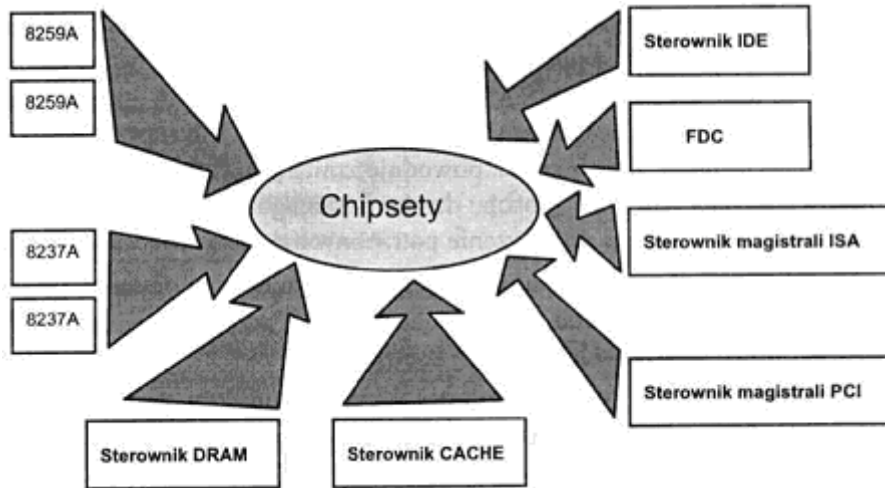 8259A
8259A
8237A
8237A
Sterownik DRAM
Sterownik CACHE
Chipsety
Sterownik IDE
FDC
Sterownik magistrali ISA
Sterownik magistrali PCI